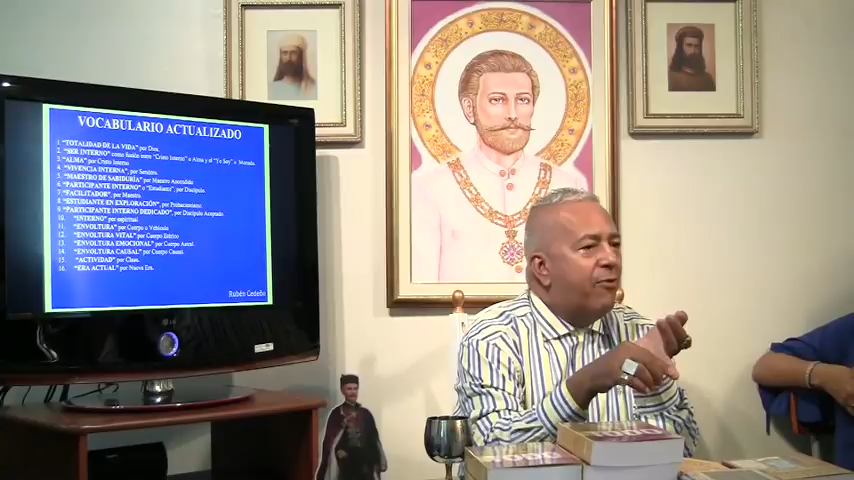 VOCABULARIO ACTUALIZADO
1. "TOTALIDAD DE LA VIDA" por Dios.
2. "SER INTERNO" como fusión entre "Cristo Interno" o Alma y el "Yo Soy" o Morada.
3. "ALMA" por Cristo Interno.
4. "VIVENCIA INTERNA", por Sendero.
5. "MAESTRO DE SABIDURÍA" por Maestro Ascendido
6. "PARTICIPANTE INTERNO" o "Estudiante", por Discípulo.
7. "FACILITADOR" por Maestro.
8. "ESTUDIANTE EN EXPLORACIÓN", por Probacionista.
9. "PARTICIPANTE INTERNO DEDICADO", por Discípulo Aceptado.
10. "INTERNO" por espiritual
11. "ENVOLTURA" por Cuerpo o Vehículo
12. "ENVOLTURA VITAL" por Cuerpo Etérico
13. "ENVOLTURA EMOCIONAL" por Cuerpo Astral.
14. "ENVOLTURA CAUSAL" por Cuerpo Causal.
15. "ACTIVIDAD" por Clase.
16. "ERA ACTUAL" por Nueva Era.
Rubén Cedeño
LG